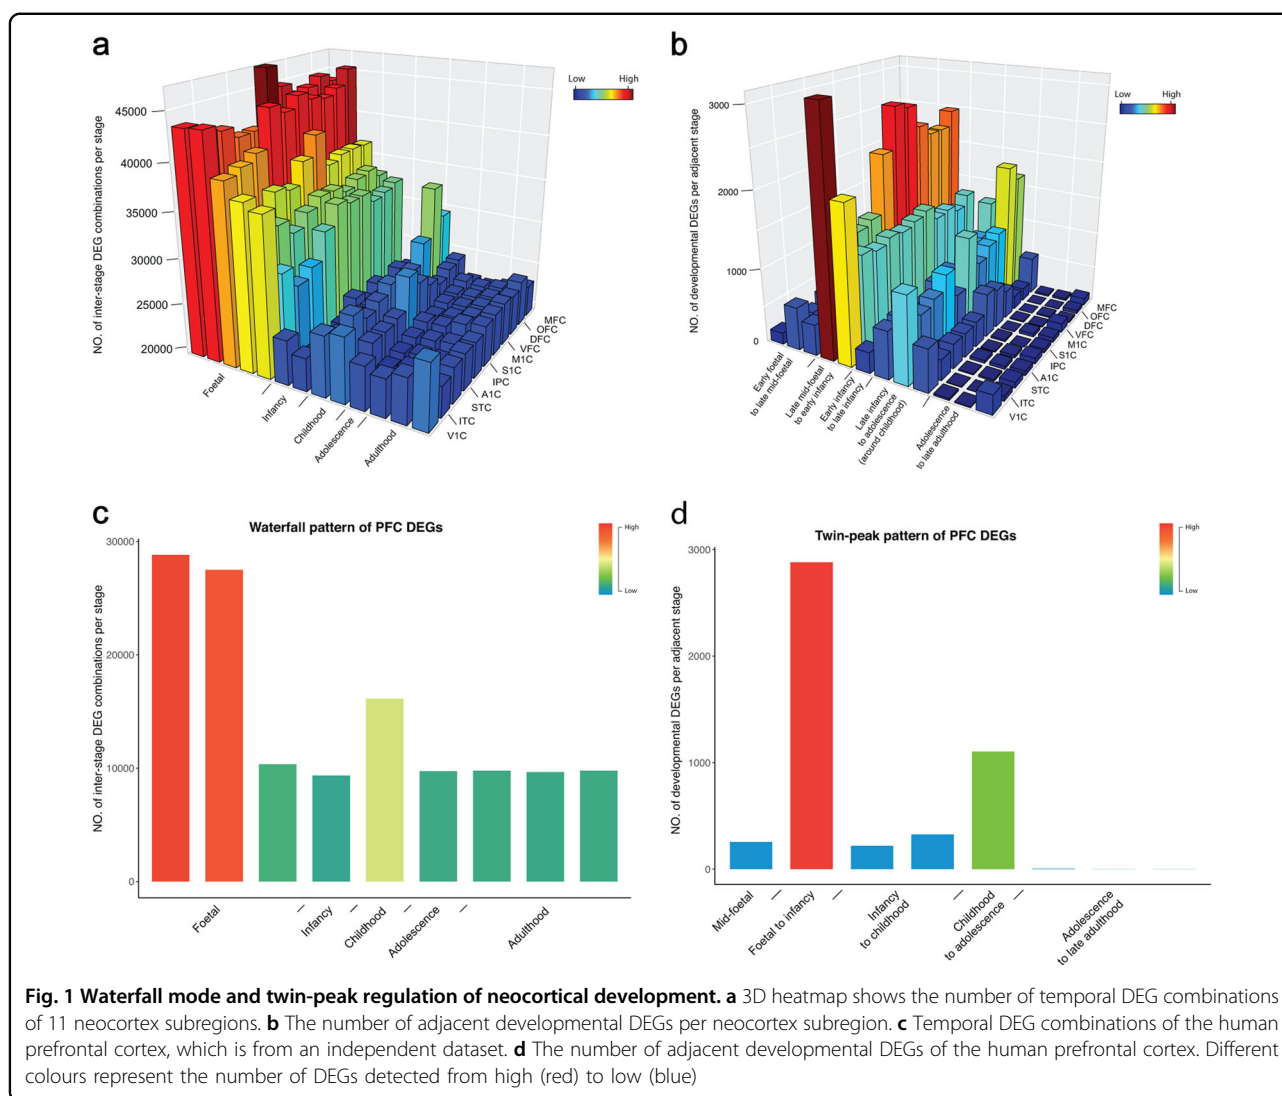 a
Low High
NO. of inter-stage DEG combinations per stage
45000
40000
35000
30000
25000
20000
Foetal
Infancy
Childhood
Adolescence
Adulthood
MFC
OFC
DFC
VFC
M1C
S1C
IPC
A1C
STC
ITC
V1C
b
Low High
NO. of developmental DEGs per adjacent stage
3000
2000
1000
0
Early foetal
to late mid-foetal
Late mid-foetal
to early infancy
Early infancy
to late infancy
Late infancy
to adolescence
(around childhood)
Adolescence
to late adulthood
MFC
OFC
DFC
VFC
M1C
S1C
IPC
A1C
STC
ITC
V1C
c
Waterfall pattern of PFC DEGs
High
Low
NO. of inter-stage DEG combinations per stage
30000
20000
10000
0
Foetal
Infancy
Childhood
Adolescence
Adulthood
d
Twin-peak pattern of PFC DEGs
High
Low
NO. of developmental DEGs per adjacent stage
3000
2000
1000
0
Mid-foetal
Foetal to infancy
Infancy
to childhood
Childhood
to adolescence
Adolescence
to late adulthood
Fig. 1 Waterfall mode and twin-peak regulation of neocortical development. a 3D heatmap shows the number of temporal DEG combinations
of 11 neocortex subregions. b The number of adjacent developmental DEGs per neocortex subregion. c Temporal DEG combinations of the human
prefrontal cortex, which is from an independent dataset. d The number of adjacent developmental DEGs of the human prefrontal cortex. Different
colours represent the number of DEGs detected from high (red) to low (blue)